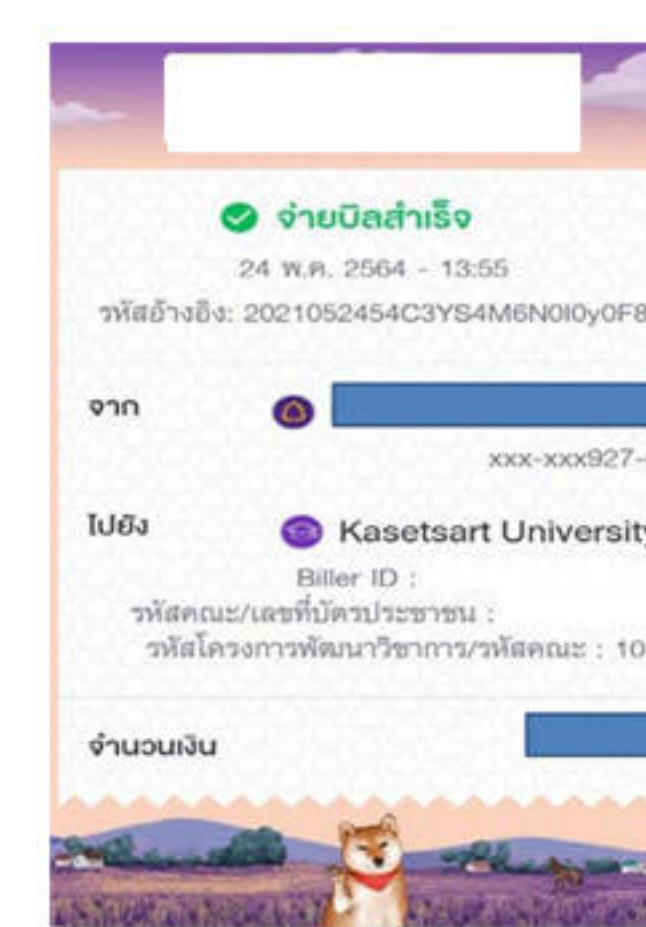 จ่ายบิลสำเร็จ
24 พ.ค. 2564 - 13:55
รหัสอ้างอิง: 2021052454C3YS4M6N0I0y0F8
จาก
xxx-xxx927-
ไปยัง
Kasetsart University
Biller ID :
รหัสคณะ/เลขที่บัตรประชาชน :
รหัสโครงการพัฒนาวิชาการ/รหัสคณะ : 10
จำนวนเงิน